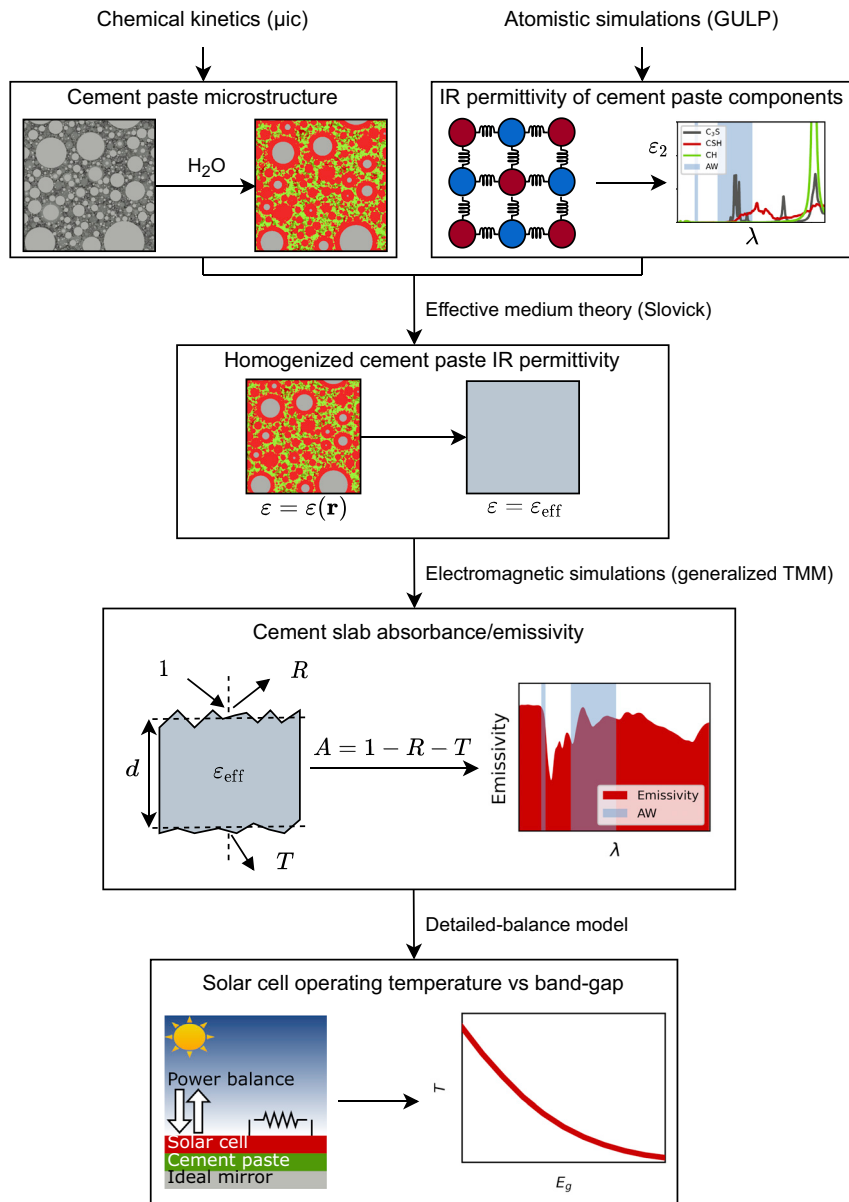 Chemical kinetics (μic)
Atomistic simulations (GULP)
Cement paste microstructure
H₂O
IR permittivity of cement paste components
ε₂
C₃S
CSH
CH
AW
λ
Effective medium theory (Slovick)
Homogenized cement paste IR permittivity
ε = ε(r)
ε = ε_eff
Electromagnetic simulations (generalized TMM)
Cement slab absorbance/emissivity
1
R
d
ε_eff
T
A = 1 − R − T
Emissivity
Emissivity
AW
λ
Detailed-balance model
Solar cell operating temperature vs band-gap
Power balance
Solar cell
Cement paste
Ideal mirror
T
E_g